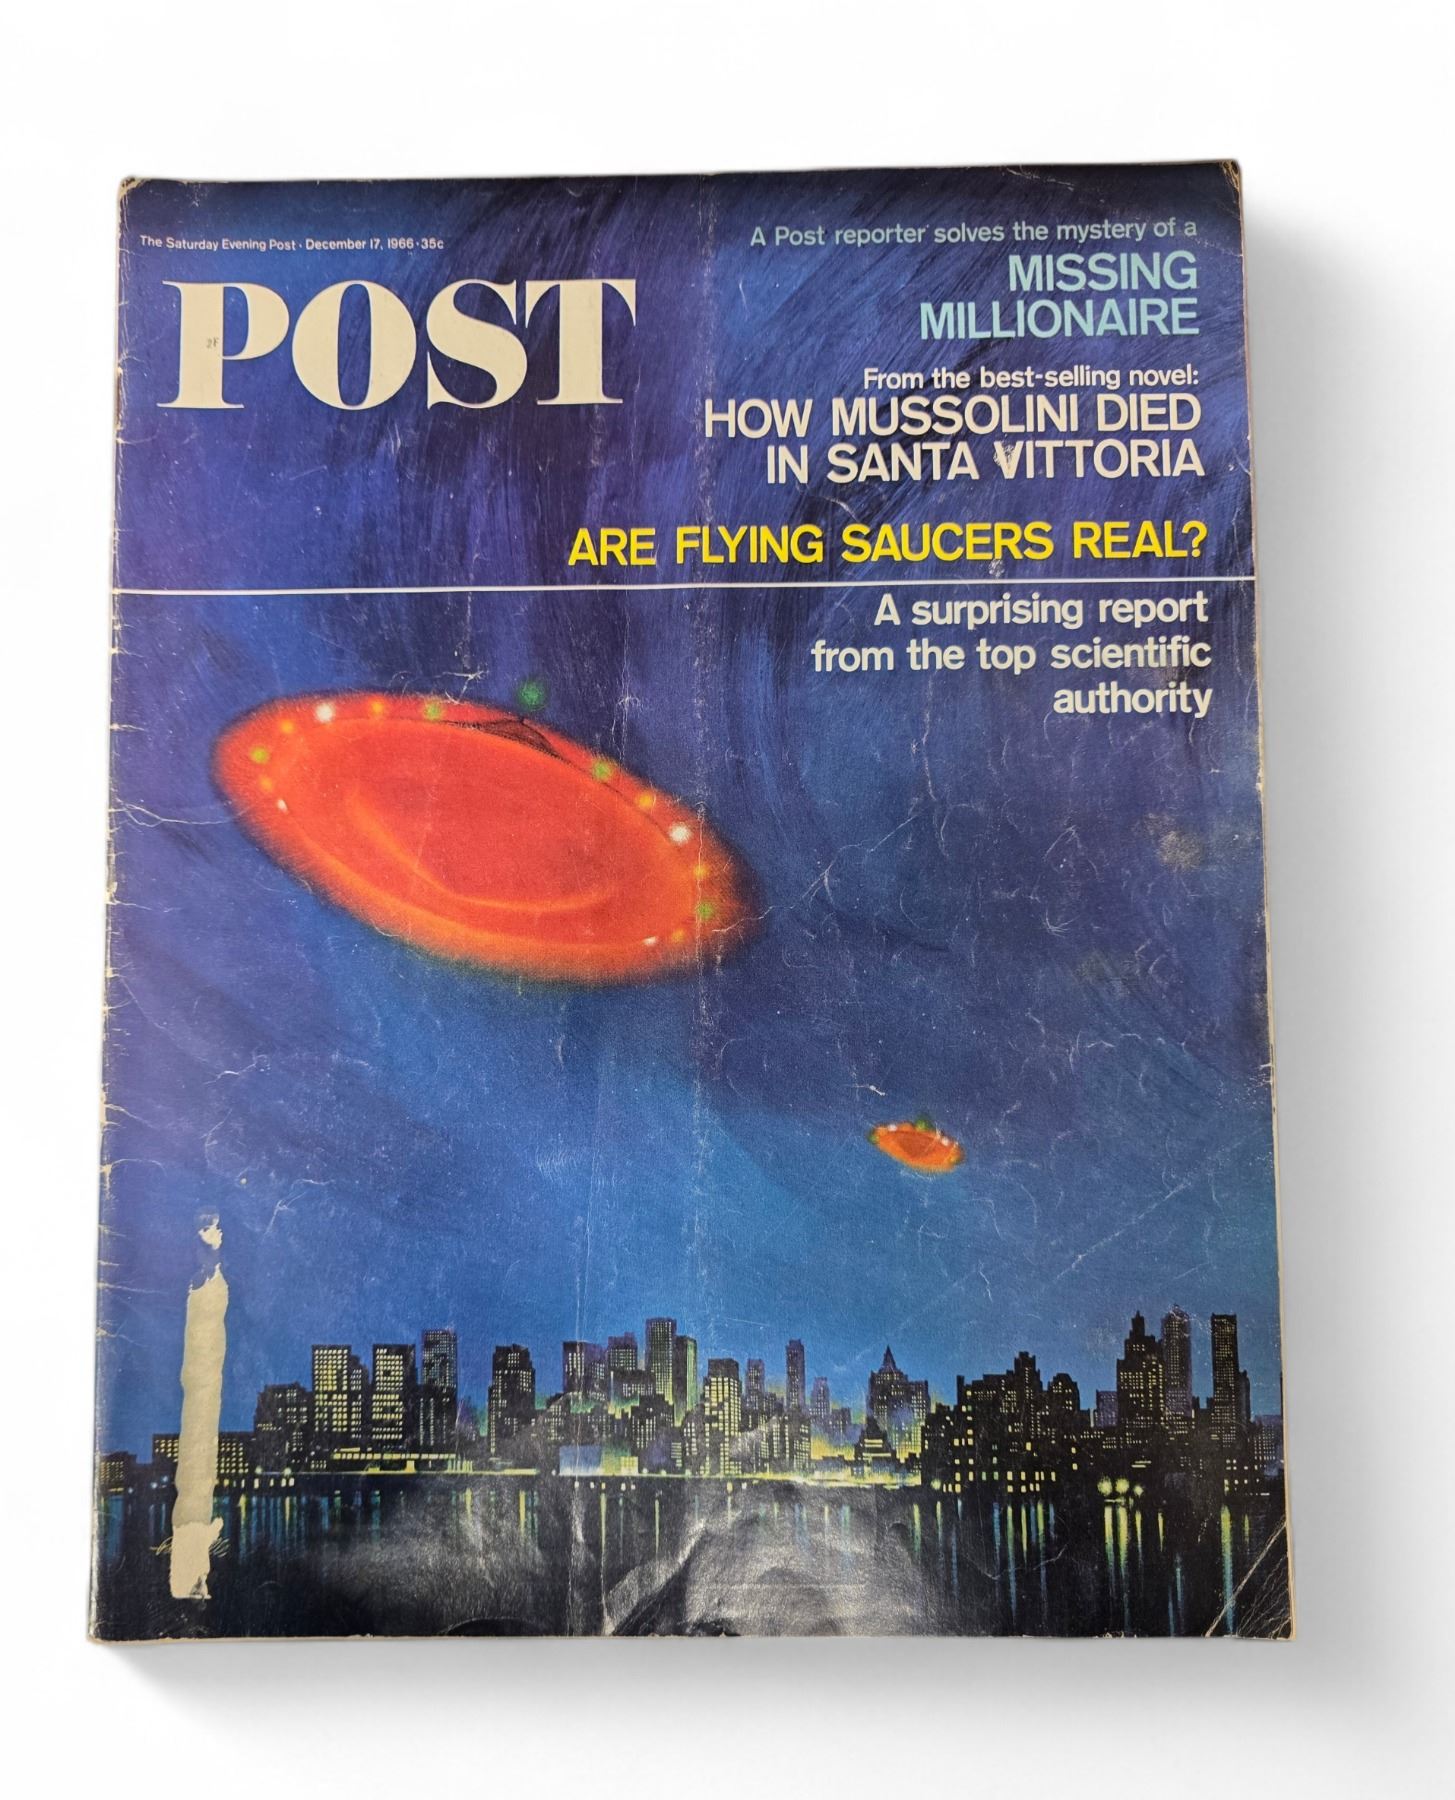 The Saturday Evening Post · December 17, 1966 · 35c
POST
2F
A Post reporter solves the mystery of a
MISSING
MILLIONAIRE
From the best-selling novel:
HOW MUSSOLINI DIED
IN SANTA VITTORIA
ARE FLYING SAUCERS REAL?
A surprising report
from the top scientific
authority